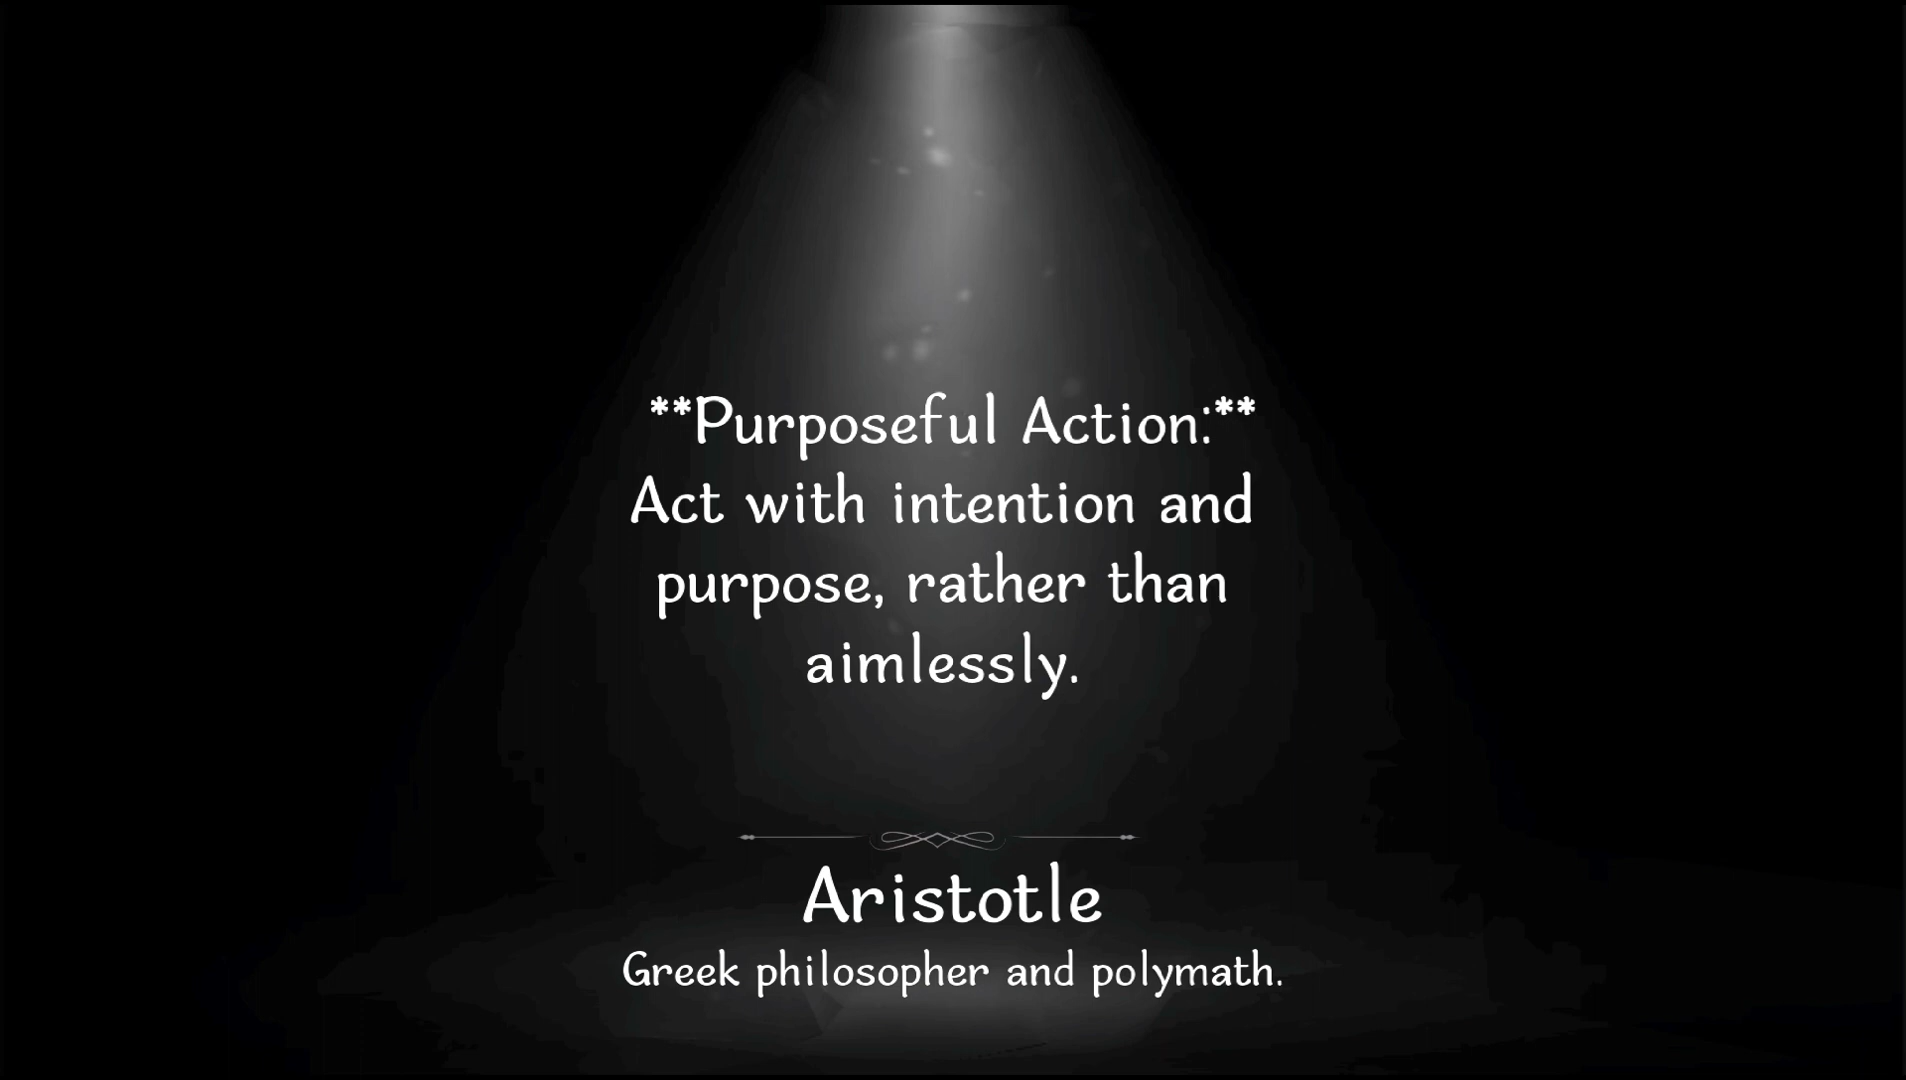 **Purposeful Action:**
Act with intention and
purpose, rather than
aimlessly.
Aristotle
Greek philosopher and polymath.